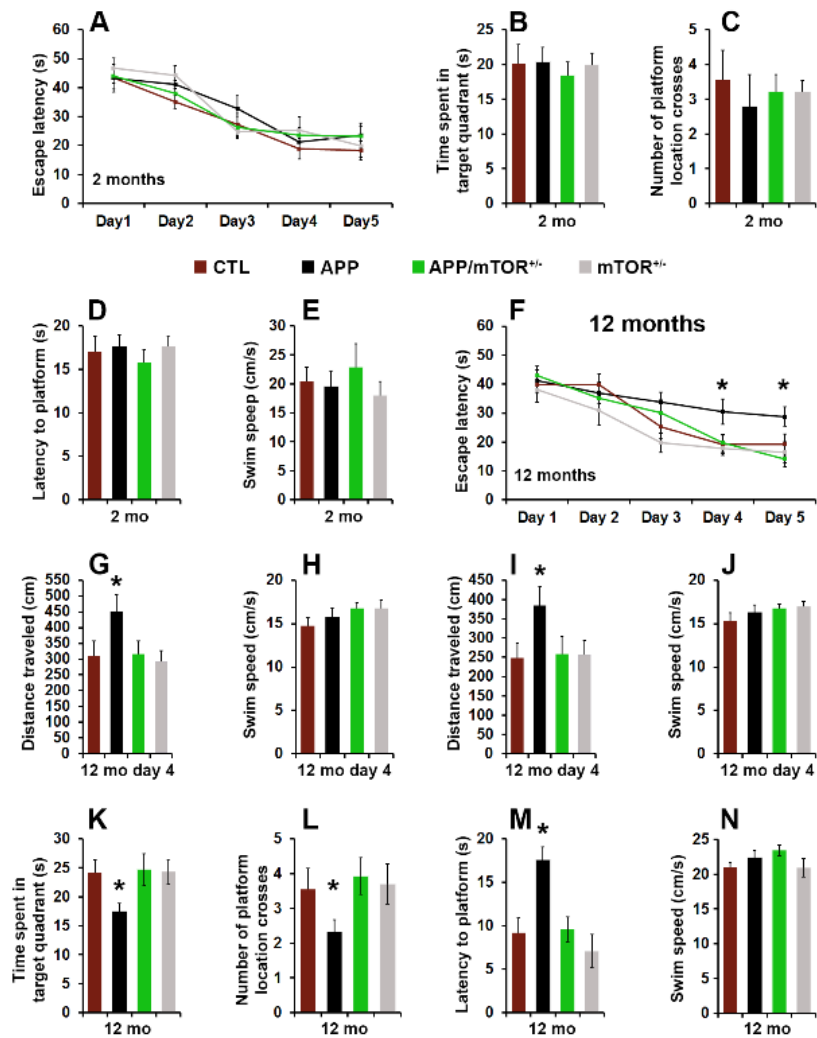 A
Escape latency (s)
60
50
40
30
20
10
0
2 months
Day1 Day2 Day3 Day4 Day5
B
Time spent in
target quadrant (s)
25
20
15
10
5
0
2 mo
C
Number of platform
location crosses
5
4
3
2
1
0
2 mo
CTL APP APP/mTOR+/- mTOR+/-
D
Latency to platform (s)
20
15
10
5
0
2 mo
E
Swim speep (cm/s)
30
25
20
15
10
5
0
2 mo
F
12 months
Escape latency (s)
60
50
40
30
20
10
0
* *
12 months
Day 1 Day 2 Day 3 Day 4 Day 5
G
Distance traveled (cm)
550
500
450
400
350
300
250
200
150
100
50
0
*
12 mo day 4
H
Swim speed (cm/s)
20
15
10
5
0
12 mo
I
Distance traveled (cm)
450
400
350
300
250
200
150
100
50
0
*
12 mo day 4
J
Swim speed (cm/s)
20
15
10
5
0
12 mo
K
Time spent in
target quadrant (s)
30
25
20
15
10
5
0
*
12 mo
L
Number of platform
location crosses
5
4
3
2
1
0
*
12 mo
M
Latency to platform (s)
20
15
10
5
0
*
12 mo
N
Swim speed (cm/s)
25
20
15
10
5
0
12 mo